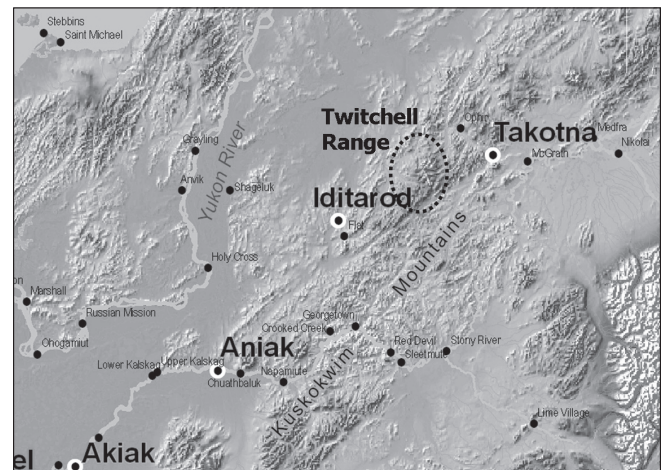 Stebbins
Saint Michael
Twitchell
Range
Ophir
Takotna
Medfra
Nikolai
McGrath
Grayling
Anvik
Yukon River
Shageluk
Iditarod
Flat
Mountains
Holy Cross
Marshall
Russian Mission
Ohogamiut
Georgetown
Crooked Creek
Red Devil
Stony River
Sleetmute
Aniak
Lower Kalskag
Upper Kalskag
Chuathbaluk
Napamiute
Kuskokwim
Lime Village
Akiak
el